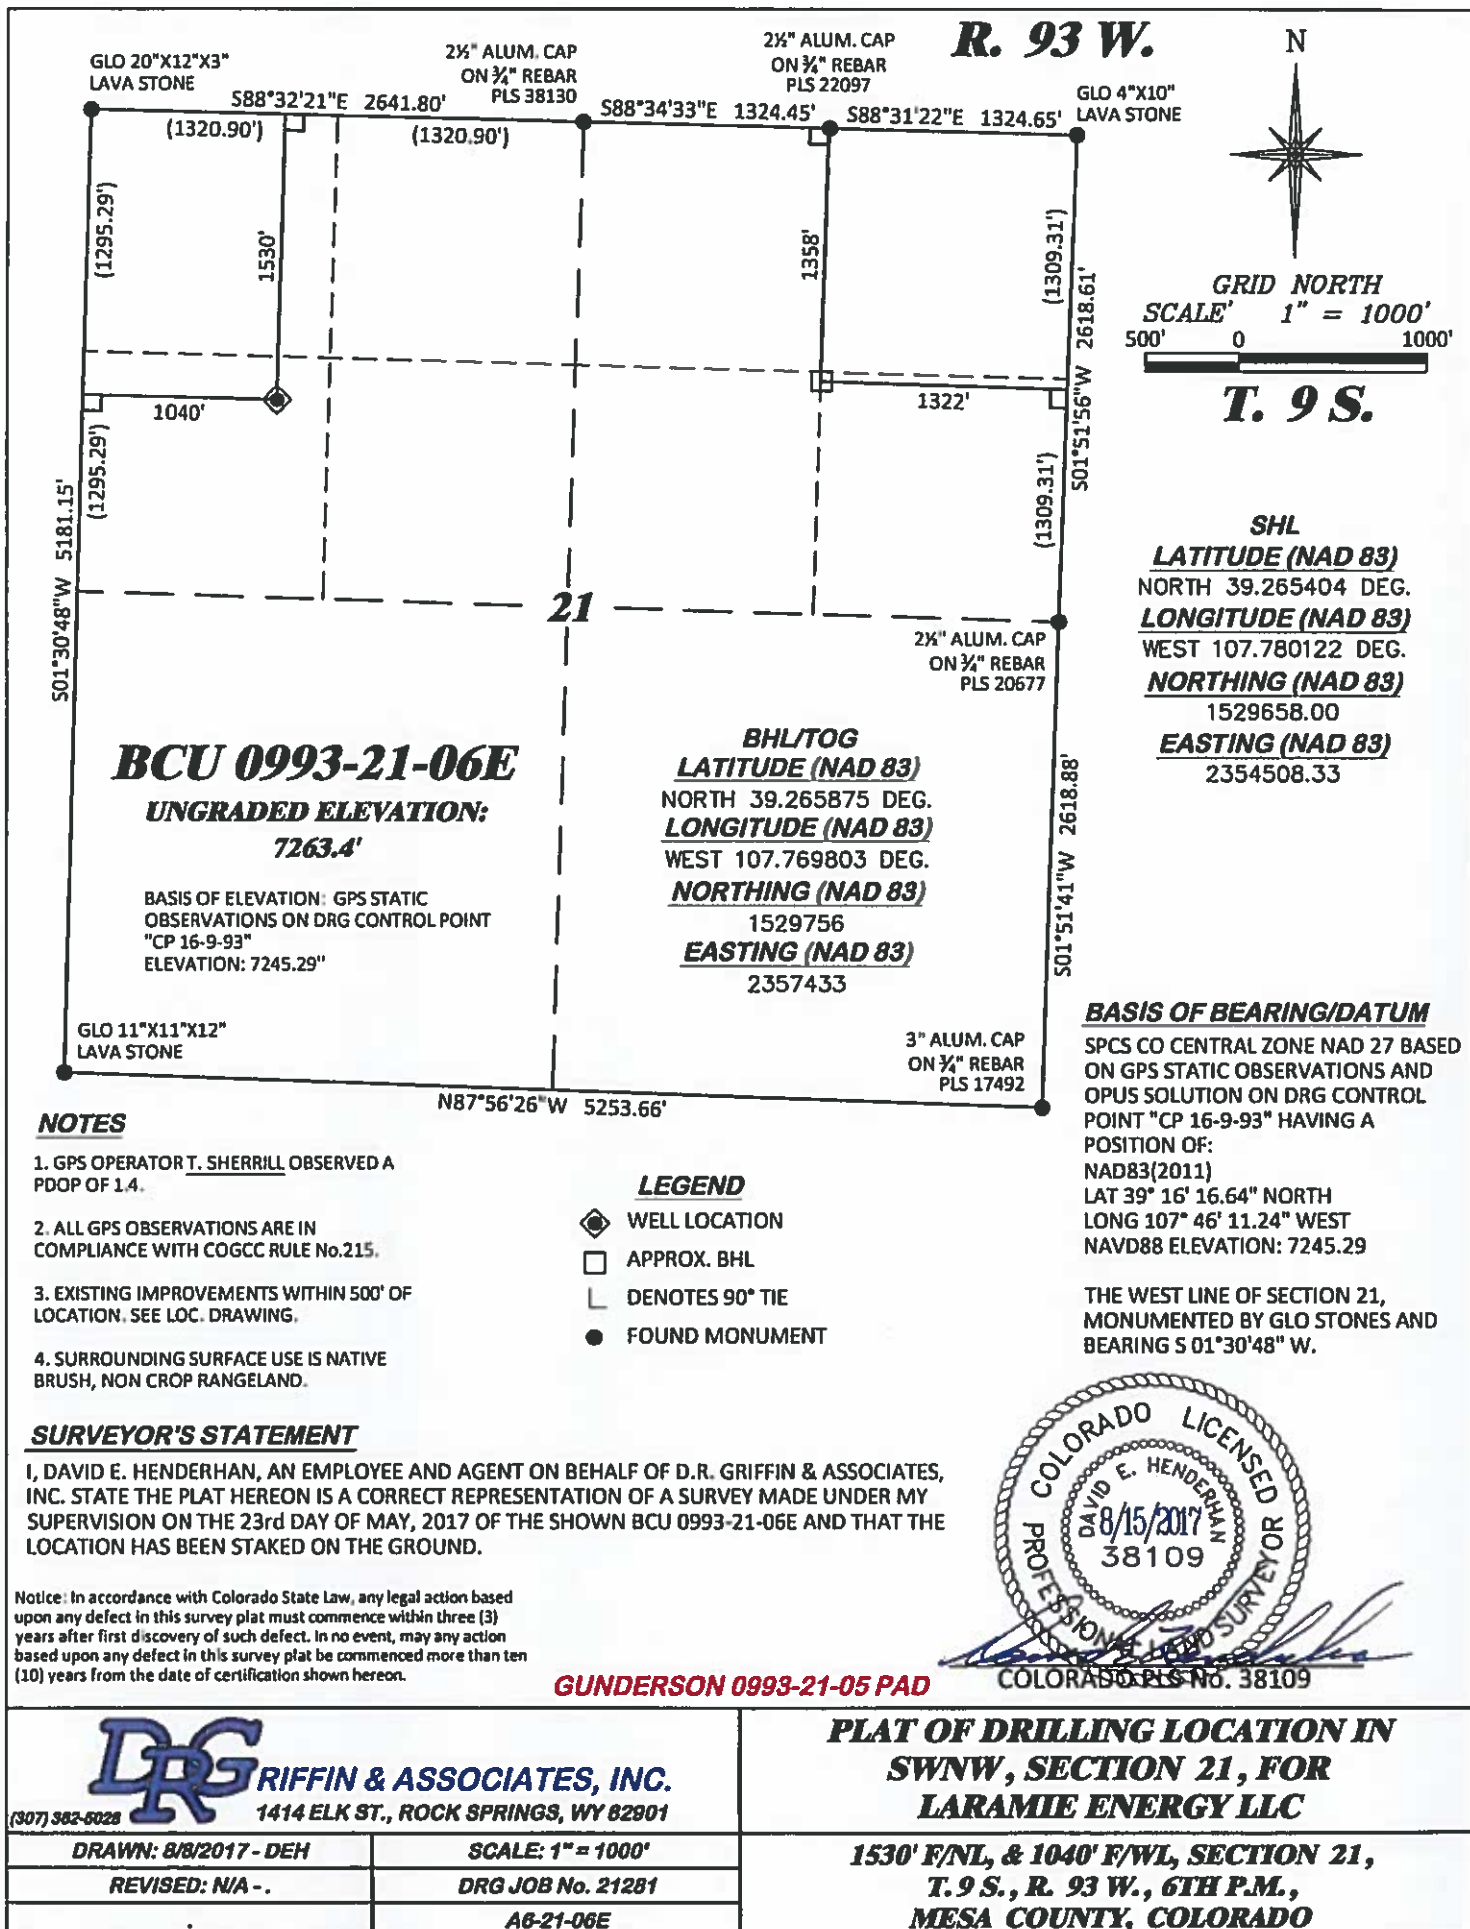 R. 93 W.
N
GLO 20"X12"X3"
LAVA STONE
2½" ALUM. CAP
ON ¾" REBAR
PLS 38130
2½" ALUM. CAP
ON ¾" REBAR
PLS 22097
GLO 4"X10"
LAVA STONE
S88°32'21"E 2641.80'
(1320.90') (1320.90')
S88°34'33"E 1324.45'
S88°31'22"E 1324.65'
(1295.29')
1530'
1358'
(1309.31')
S01°51'56"W 2618.61'
GRID NORTH
SCALE' 1" = 1000'
500' 0 1000'
T. 9 S.
1040'
1322'
(1295.29')
(1309.31')
S01°30'48"W 5181.15'
21
2½" ALUM. CAP
ON ¾" REBAR
PLS 20677
SHL
LATITUDE (NAD 83)
NORTH 39.265404 DEG.
LONGITUDE (NAD 83)
WEST 107.780122 DEG.
NORTHING (NAD 83)
1529658.00
EASTING (NAD 83)
2354508.33
BCU 0993-21-06E
UNGRADED ELEVATION:
7263.4'
BASIS OF ELEVATION: GPS STATIC
OBSERVATIONS ON DRG CONTROL POINT
"CP 16-9-93"
ELEVATION: 7245.29"
BHL/TOG
LATITUDE (NAD 83)
NORTH 39.265875 DEG.
LONGITUDE (NAD 83)
WEST 107.769803 DEG.
NORTHING (NAD 83)
1529756
EASTING (NAD 83)
2357433
S01°51'41"W 2618.88'
GLO 11"X11"X12"
LAVA STONE
3" ALUM. CAP
ON ¾" REBAR
PLS 17492
N87°56'26"W 5253.66'
BASIS OF BEARING/DATUM
SPCS CO CENTRAL ZONE NAD 27 BASED
ON GPS STATIC OBSERVATIONS AND
OPUS SOLUTION ON DRG CONTROL
POINT "CP 16-9-93" HAVING A
POSITION OF:
NAD83(2011)
LAT 39° 16' 16.64" NORTH
LONG 107° 46' 11.24" WEST
NAVD88 ELEVATION: 7245.29
THE WEST LINE OF SECTION 21,
MONUMENTED BY GLO STONES AND
BEARING S 01°30'48" W.
NOTES
1. GPS OPERATOR T. SHERRILL OBSERVED A
PDOP OF 1.4.
2. ALL GPS OBSERVATIONS ARE IN
COMPLIANCE WITH COGCC RULE No.215.
3. EXISTING IMPROVEMENTS WITHIN 500' OF
LOCATION. SEE LOC. DRAWING.
4. SURROUNDING SURFACE USE IS NATIVE
BRUSH, NON CROP RANGELAND.
LEGEND
WELL LOCATION
APPROX. BHL
DENOTES 90° TIE
FOUND MONUMENT
SURVEYOR'S STATEMENT
I, DAVID E. HENDERHAN, AN EMPLOYEE AND AGENT ON BEHALF OF D.R. GRIFFIN & ASSOCIATES,
INC. STATE THE PLAT HEREON IS A CORRECT REPRESENTATION OF A SURVEY MADE UNDER MY
SUPERVISION ON THE 23rd DAY OF MAY, 2017 OF THE SHOWN BCU 0993-21-06E AND THAT THE
LOCATION HAS BEEN STAKED ON THE GROUND.
COLORADO LICENSED
PROFESSIONAL LAND SURVEYOR
DAVID E. HENDERHAN
8/15/2017
38109
COLORADO PLS No. 38109
Notice: In accordance with Colorado State Law, any legal action based
upon any defect in this survey plat must commence within three (3)
years after first discovery of such defect. In no event, may any action
based upon any defect in this survey plat be commenced more than ten
(10) years from the date of certification shown hereon.
GUNDERSON 0993-21-05 PAD
DRG RIFFIN & ASSOCIATES, INC.
(307) 362-5028 1414 ELK ST., ROCK SPRINGS, WY 82901
DRAWN: 8/8/2017 - DEH
SCALE: 1" = 1000'
REVISED: N/A - .
DRG JOB No. 21281
.
A6-21-06E
PLAT OF DRILLING LOCATION IN
SWNW, SECTION 21, FOR
LARAMIE ENERGY LLC
1530' F/NL, & 1040' F/WL, SECTION 21,
T. 9 S., R. 93 W., 6TH P.M.,
MESA COUNTY, COLORADO